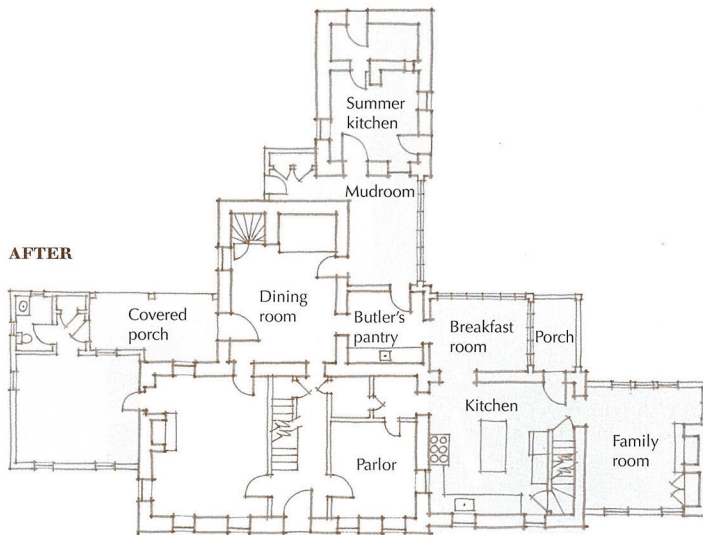 Summer
kitchen
Mudroom
AFTER
Covered
porch
Dining
room
Butler's
pantry
Breakfast
room
Porch
Kitchen
Family
room
Parlor